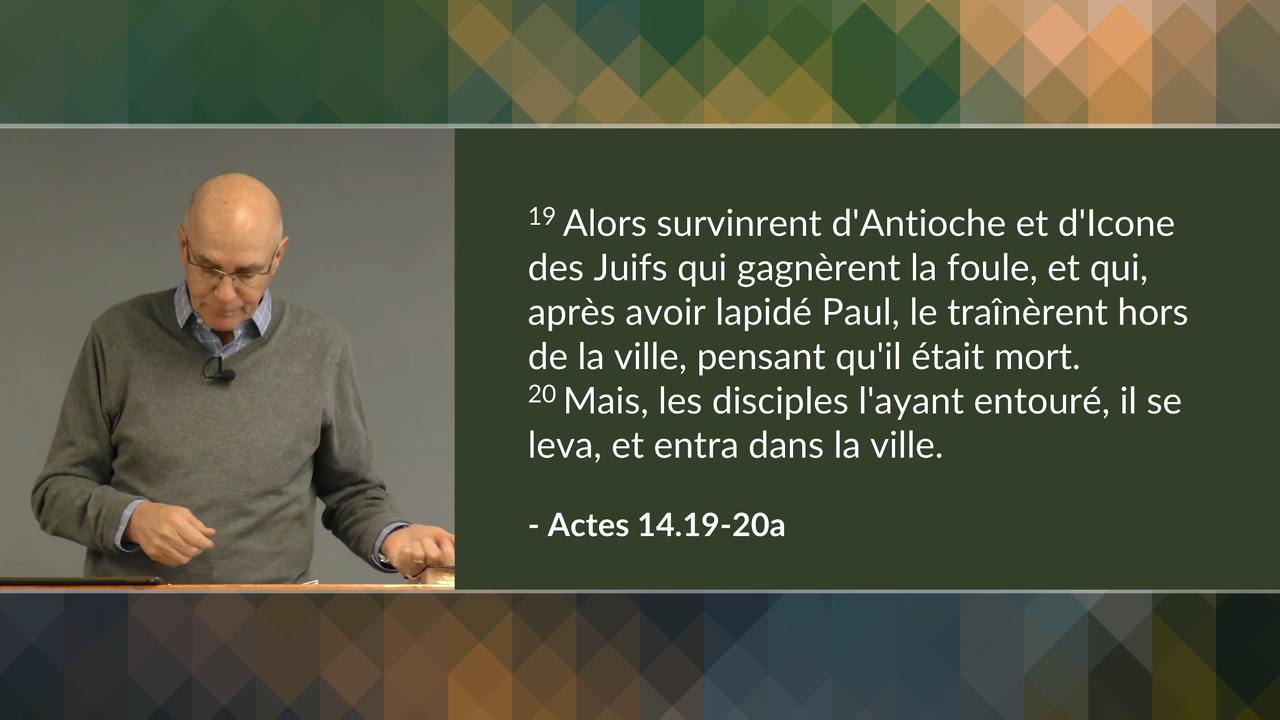 19 Alors survinrent d'Antioche et d'Icone
des Juifs qui gagnèrent la foule, et qui,
après avoir lapidé Paul, le traînèrent hors
de la ville, pensant qu'il était mort.
20 Mais, les disciples l'ayant entouré, il se
leva, et entra dans la ville.
- Actes 14.19-20a